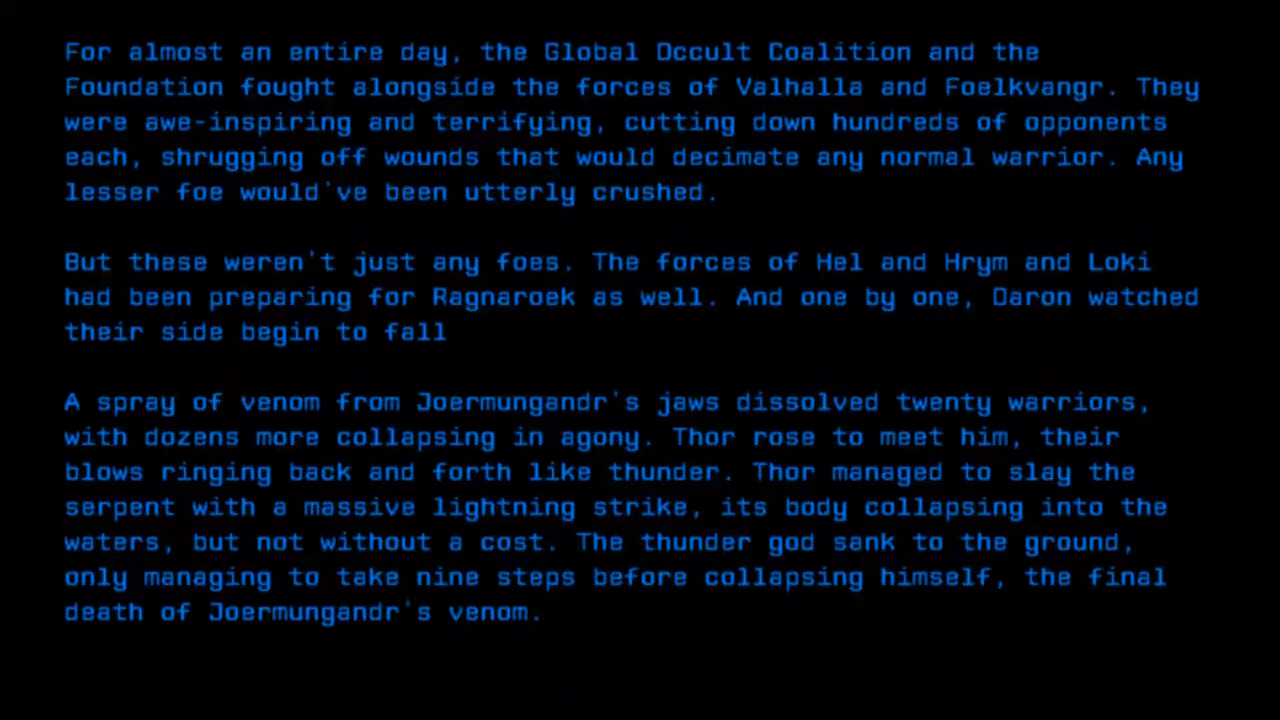 For almost an entire day, the Global Occult Coalition and the
Foundation fought alongside the forces of Valhalla and Foelkvangr. They
were awe-inspiring and terrifying, cutting down hundreds of opponents
each, shrugging off wounds that would decimate any normal warrior. Any
lesser foe would've been utterly crushed.
But these weren't just any foes. The forces of Hel and Hrym and Loki
had been preparing for Ragnaroek as well. And one by one, Daron watched
their side begin to fall
A spray of venom from Joermungandr's jaws dissolved twenty warriors,
with dozens more collapsing in agony. Thor rose to meet him, their
blows ringing back and forth like thunder. Thor managed to slay the
serpent with a massive lightning strike, its body collapsing into the
waters, but not without a cost. The thunder god sank to the ground,
only managing to take nine steps before collapsing himself, the final
death of Joermungandr's venom.